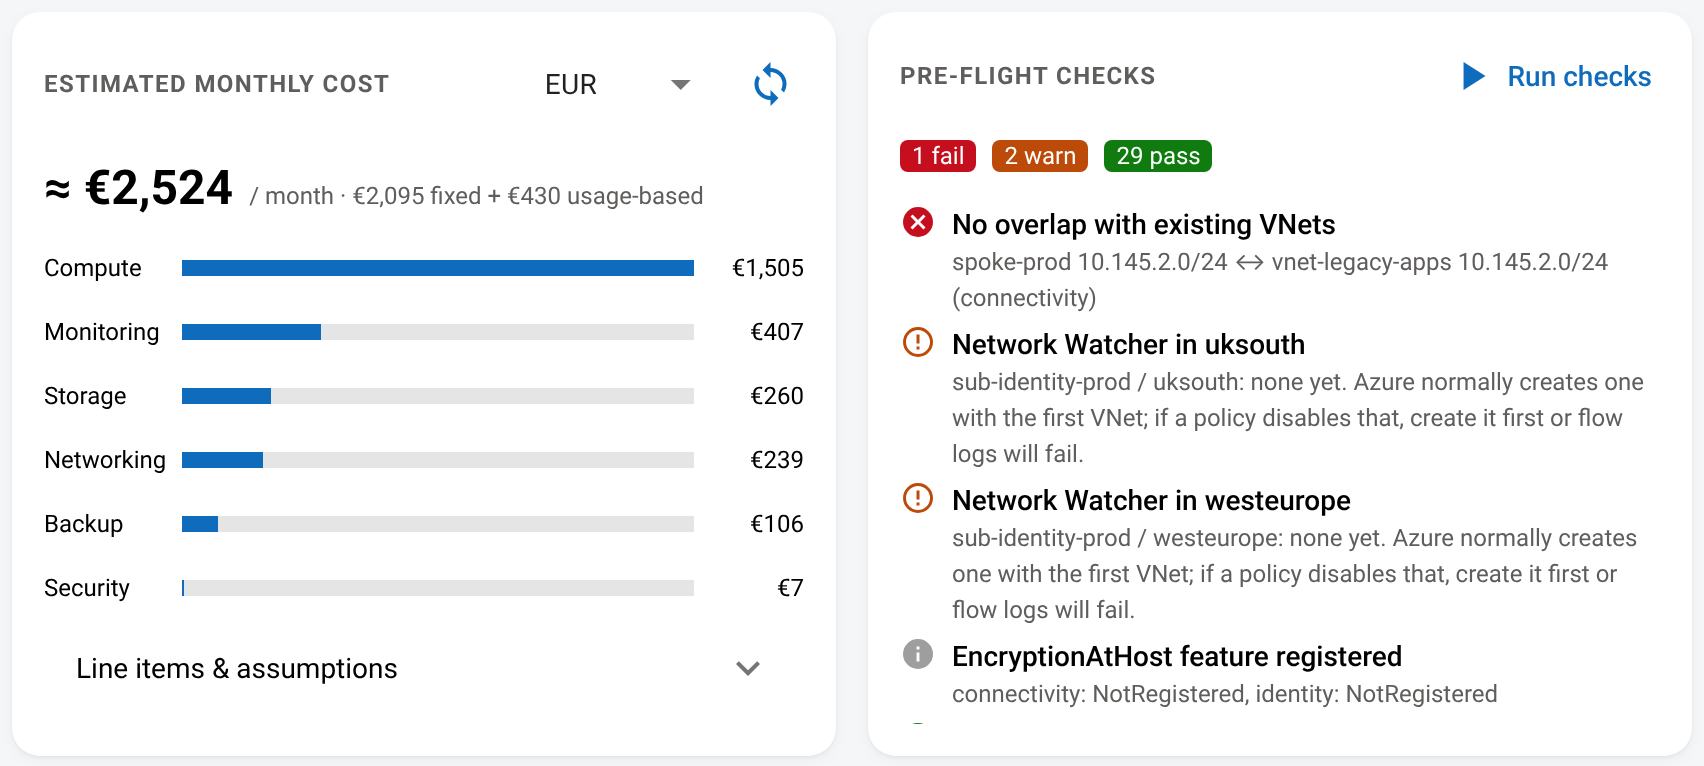 ESTIMATED MONTHLY COST
EUR
≈ €2,524 / month · €2,095 fixed + €430 usage-based
Compute €1,505
Monitoring €407
Storage €260
Networking €239
Backup €106
Security €7
Line items & assumptions
PRE-FLIGHT CHECKS
Run checks
1 fail 2 warn 29 pass
No overlap with existing VNets
spoke-prod 10.145.2.0/24 ↔ vnet-legacy-apps 10.145.2.0/24
(connectivity)
Network Watcher in uksouth
sub-identity-prod / uksouth: none yet. Azure normally creates one
with the first VNet; if a policy disables that, create it first or flow
logs will fail.
Network Watcher in westeurope
sub-identity-prod / westeurope: none yet. Azure normally creates
one with the first VNet; if a policy disables that, create it first or
flow logs will fail.
EncryptionAtHost feature registered
connectivity: NotRegistered, identity: NotRegistered